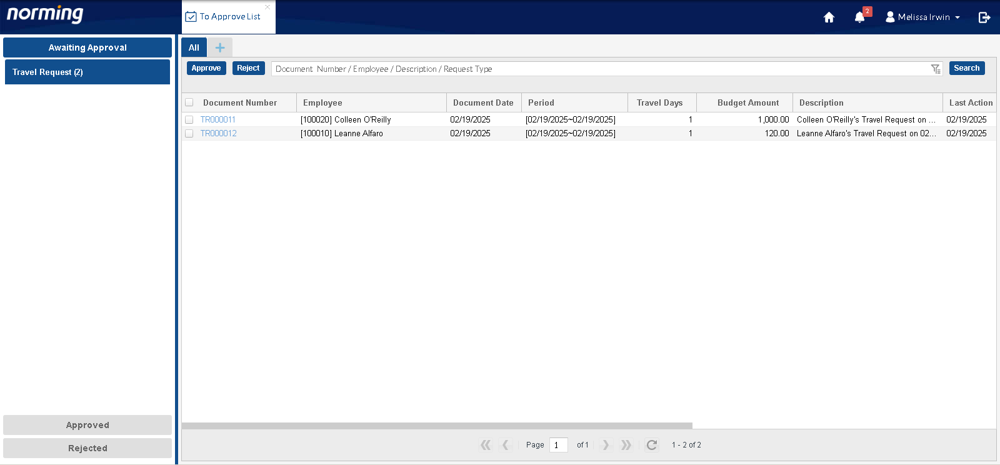 norming
To Approve List
2
Melissa Irwin
Awaiting Approval
Travel Request (2)
Approved
Rejected
All
Approve Reject Document Number / Employee / Description / Request Type Search
Document Number Employee Document Date Period Travel Days Budget Amount Description Last Action
TR000011 [100020] Colleen O'Reilly 02/19/2025 [02/19/2025~02/19/2025] 1 1,000.00 Colleen O'Reilly's Travel Request on ... 02/19/2025
TR000012 [100010] Leanne Alfaro 02/19/2025 [02/19/2025~02/19/2025] 1 120.00 Leanne Alfaro's Travel Request on 02... 02/19/2025
Page 1 of 1 1 - 2 of 2